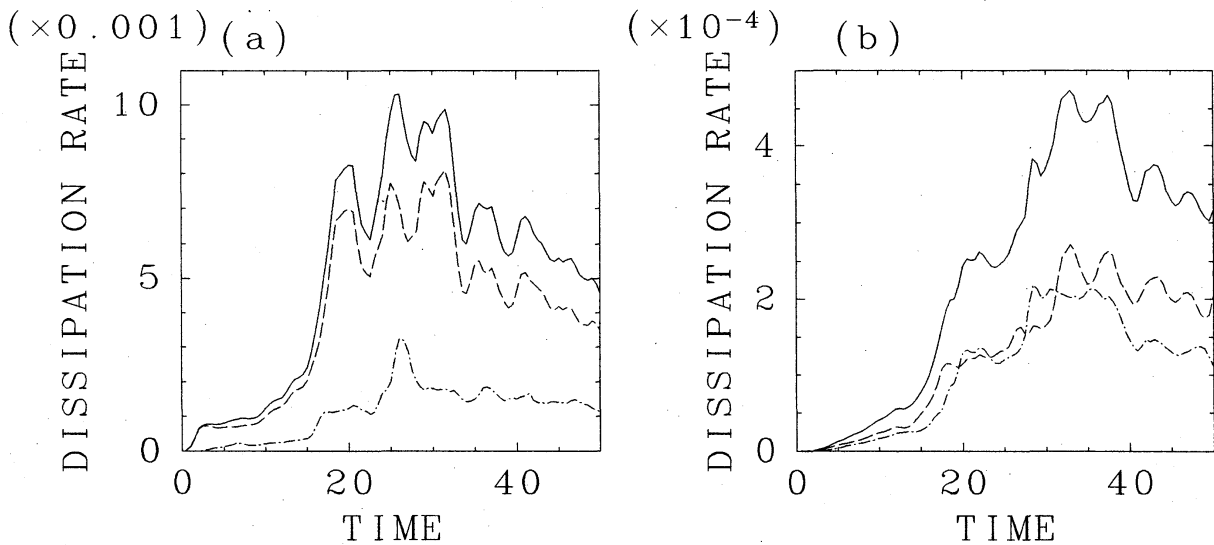 (×0.001) (a)
DISSIPATION RATE
10
5
0
0 20 40
TIME
(×10⁻⁴) (b)
DISSIPATION RATE
4
2
0
0 20 40
TIME